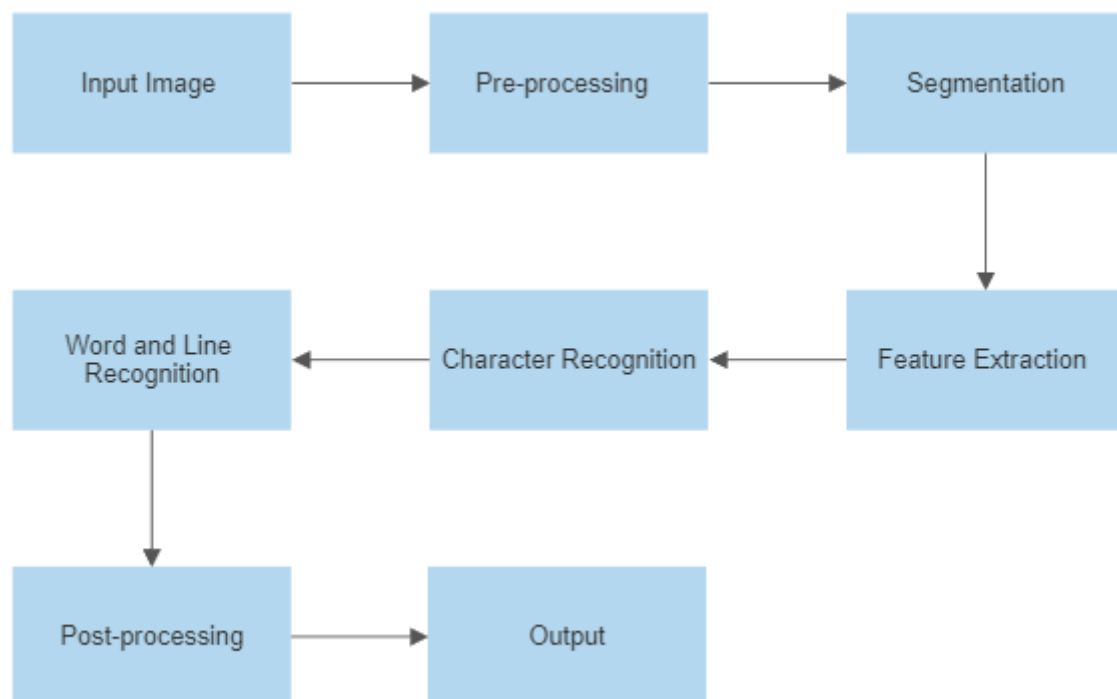 Input Image
Pre-processing
Segmentation
Feature Extraction
Character Recognition
Word and Line
Recognition
Post-processing
Output